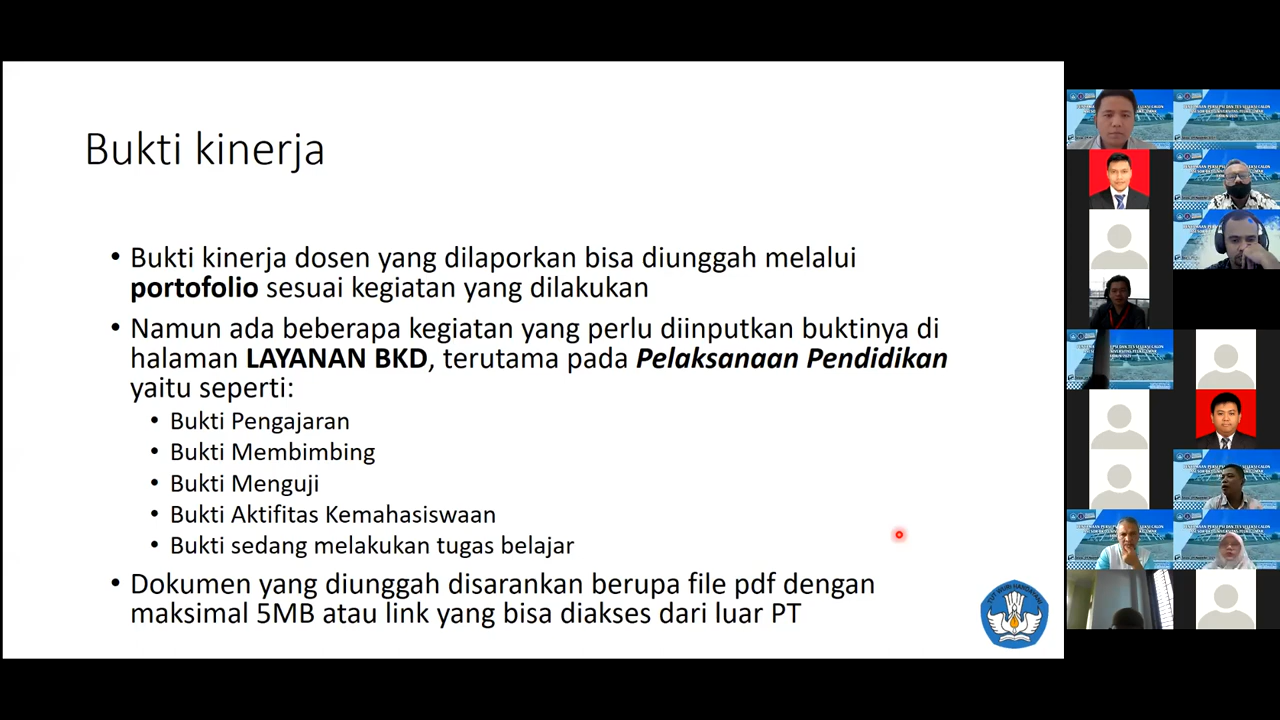 Bukti kinerja
• Bukti kinerja dosen yang dilaporkan bisa diunggah melalui
portofolio sesuai kegiatan yang dilakukan
• Namun ada beberapa kegiatan yang perlu diinputkan buktinya di
halaman LAYANAN BKD, terutama pada Pelaksanaan Pendidikan
yaitu seperti:
• Bukti Pengajaran
• Bukti Membimbing
• Bukti Menguji
• Bukti Aktifitas Kemahasiswaan
• Bukti sedang melakukan tugas belajar
• Dokumen yang diunggah disarankan berupa file pdf dengan
maksimal 5MB atau link yang bisa diakses dari luar PT
TUT WURI HANDAYANI